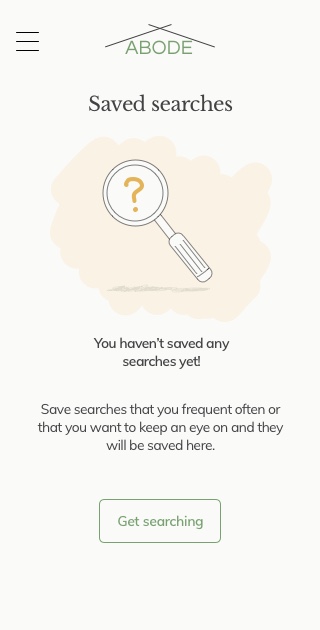 ABODE
Saved searches
?
You haven't saved any
searches yet!
Save searches that you frequent often or
that you want to keep an eye on and they
will be saved here.
Get searching